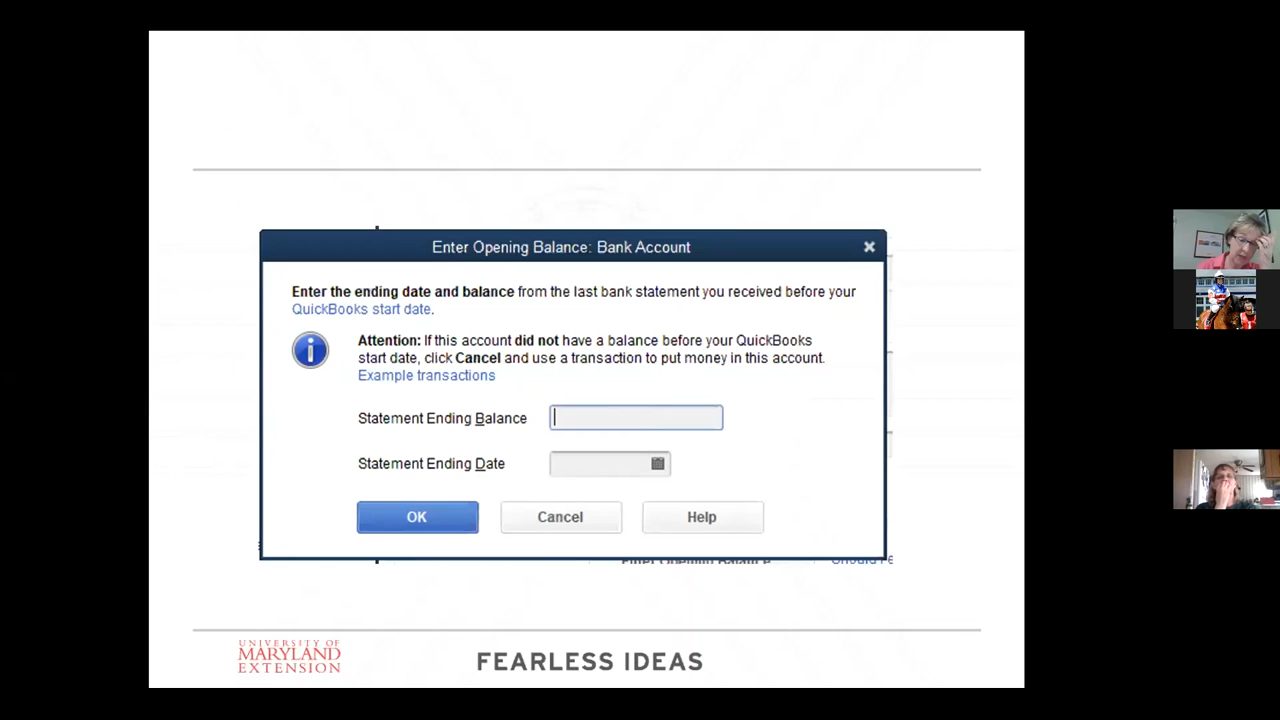 Enter Opening Balance: Bank Account
Enter the ending date and balance from the last bank statement you received before your
QuickBooks start date.
Attention: If this account did not have a balance before your QuickBooks
start date, click Cancel and use a transaction to put money in this account.
Example transactions
Statement Ending Balance
Statement Ending Date
OK Cancel Help
Enter Opening Balance
UNIVERSITY OF
MARYLAND
EXTENSION
FEARLESS IDEAS